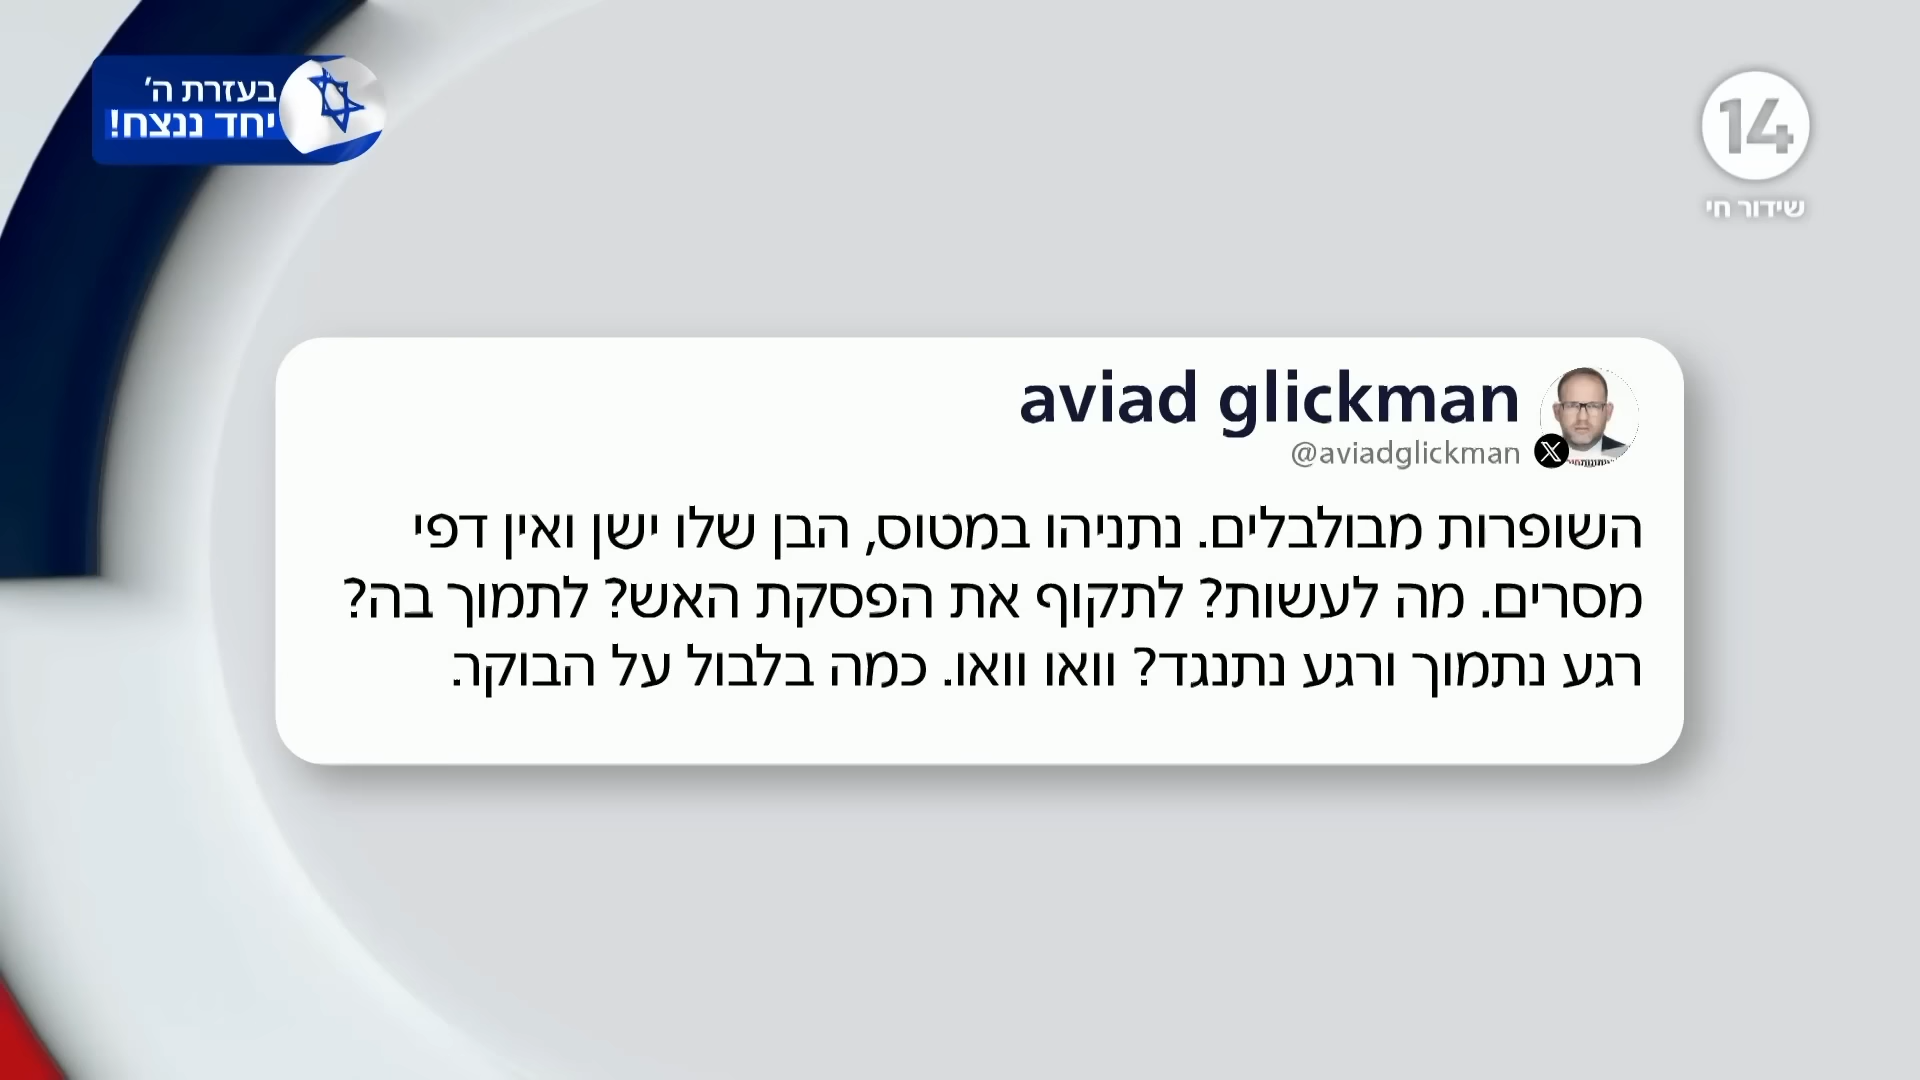 בעזרת ה׳
יחד ננצח!
14
שידור חי
aviad glickman
@aviadglickman
השופרות מבולבלים. נתניהו במטוס, הבן שלו ישן ואין דפי
מסרים. מה לעשות? לתקוף את הפסקת האש? לתמוך בה?
רגע נתמוך ורגע נתנגד? וואו וואו. כמה בלבול על הבוקר.